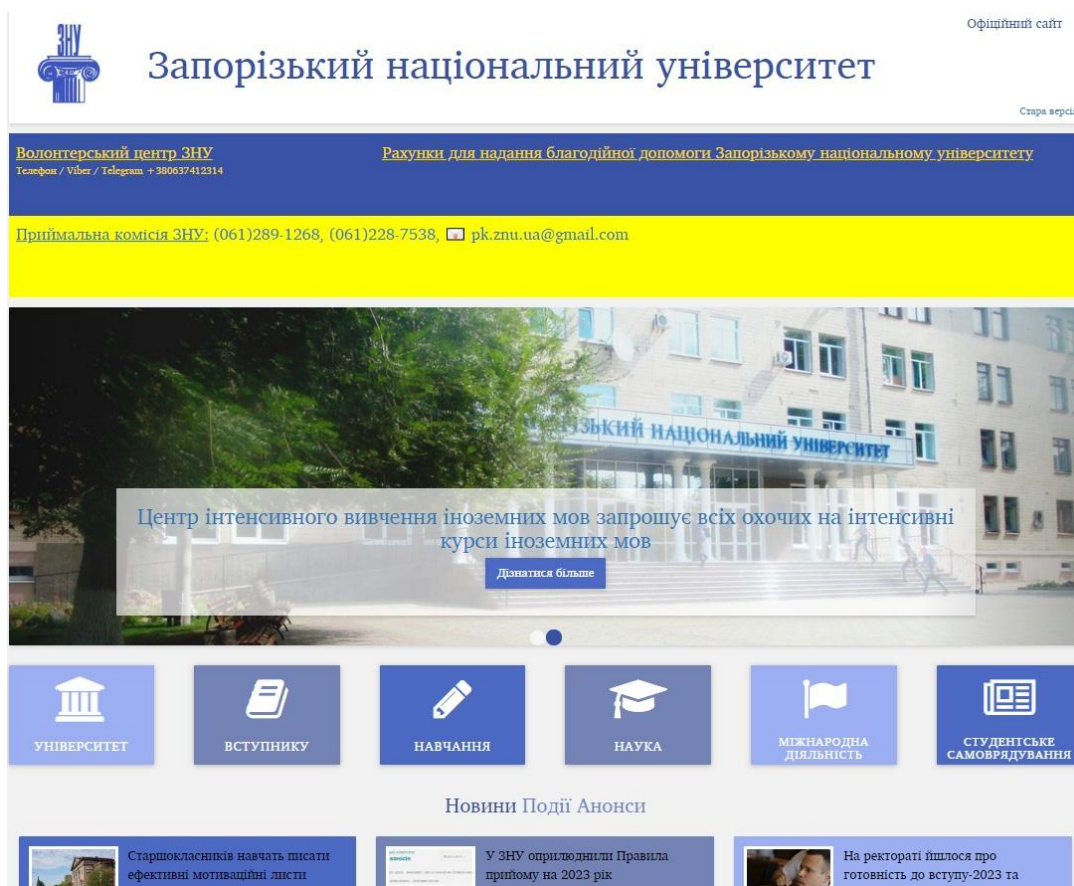 Офіційний сайт
ЗНУ
Запорізький національний університет
Стара версі
Волонтерський центр ЗНУ
Рахунки для надання благодійної допомоги Запорізькому національному університету
Телефон / Viber / Telegram +380637412314
Приймальна комісія ЗНУ: (061)289-1268, (061)228-7538, pk.znu.ua@gmail.com
ЗЬКИЙ НАЦІОНАЛЬНИЙ УНІВЕРСИТЕТ
Центр інтенсивного вивчення іноземних мов запрошує всіх охочих на інтенсивні
курси іноземних мов
Дізнатися більше
УНІВЕРСИТЕТ
ВСТУПНИКУ
НАВЧАННЯ
НАУКА
МІЖНАРОДНА
ДІЯЛЬНІСТЬ
СТУДЕНТСЬКЕ
САМОВРЯДУВАННЯ
Новини Події Анонси
Старшокласників навчать писати
ефективні мотиваційні листи
У ЗНУ оприлюднили Правила
прийому на 2023 рік
На ректораті йшлося про
готовність до вступу-2023 та